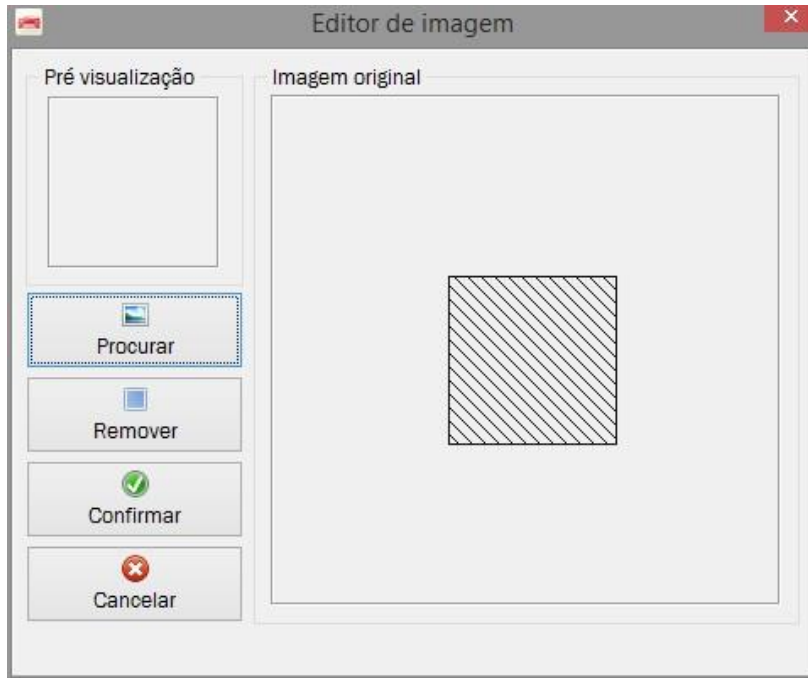 Editor de imagem
Pré visualização
Imagem original
Procurar
Remover
Confirmar
Cancelar